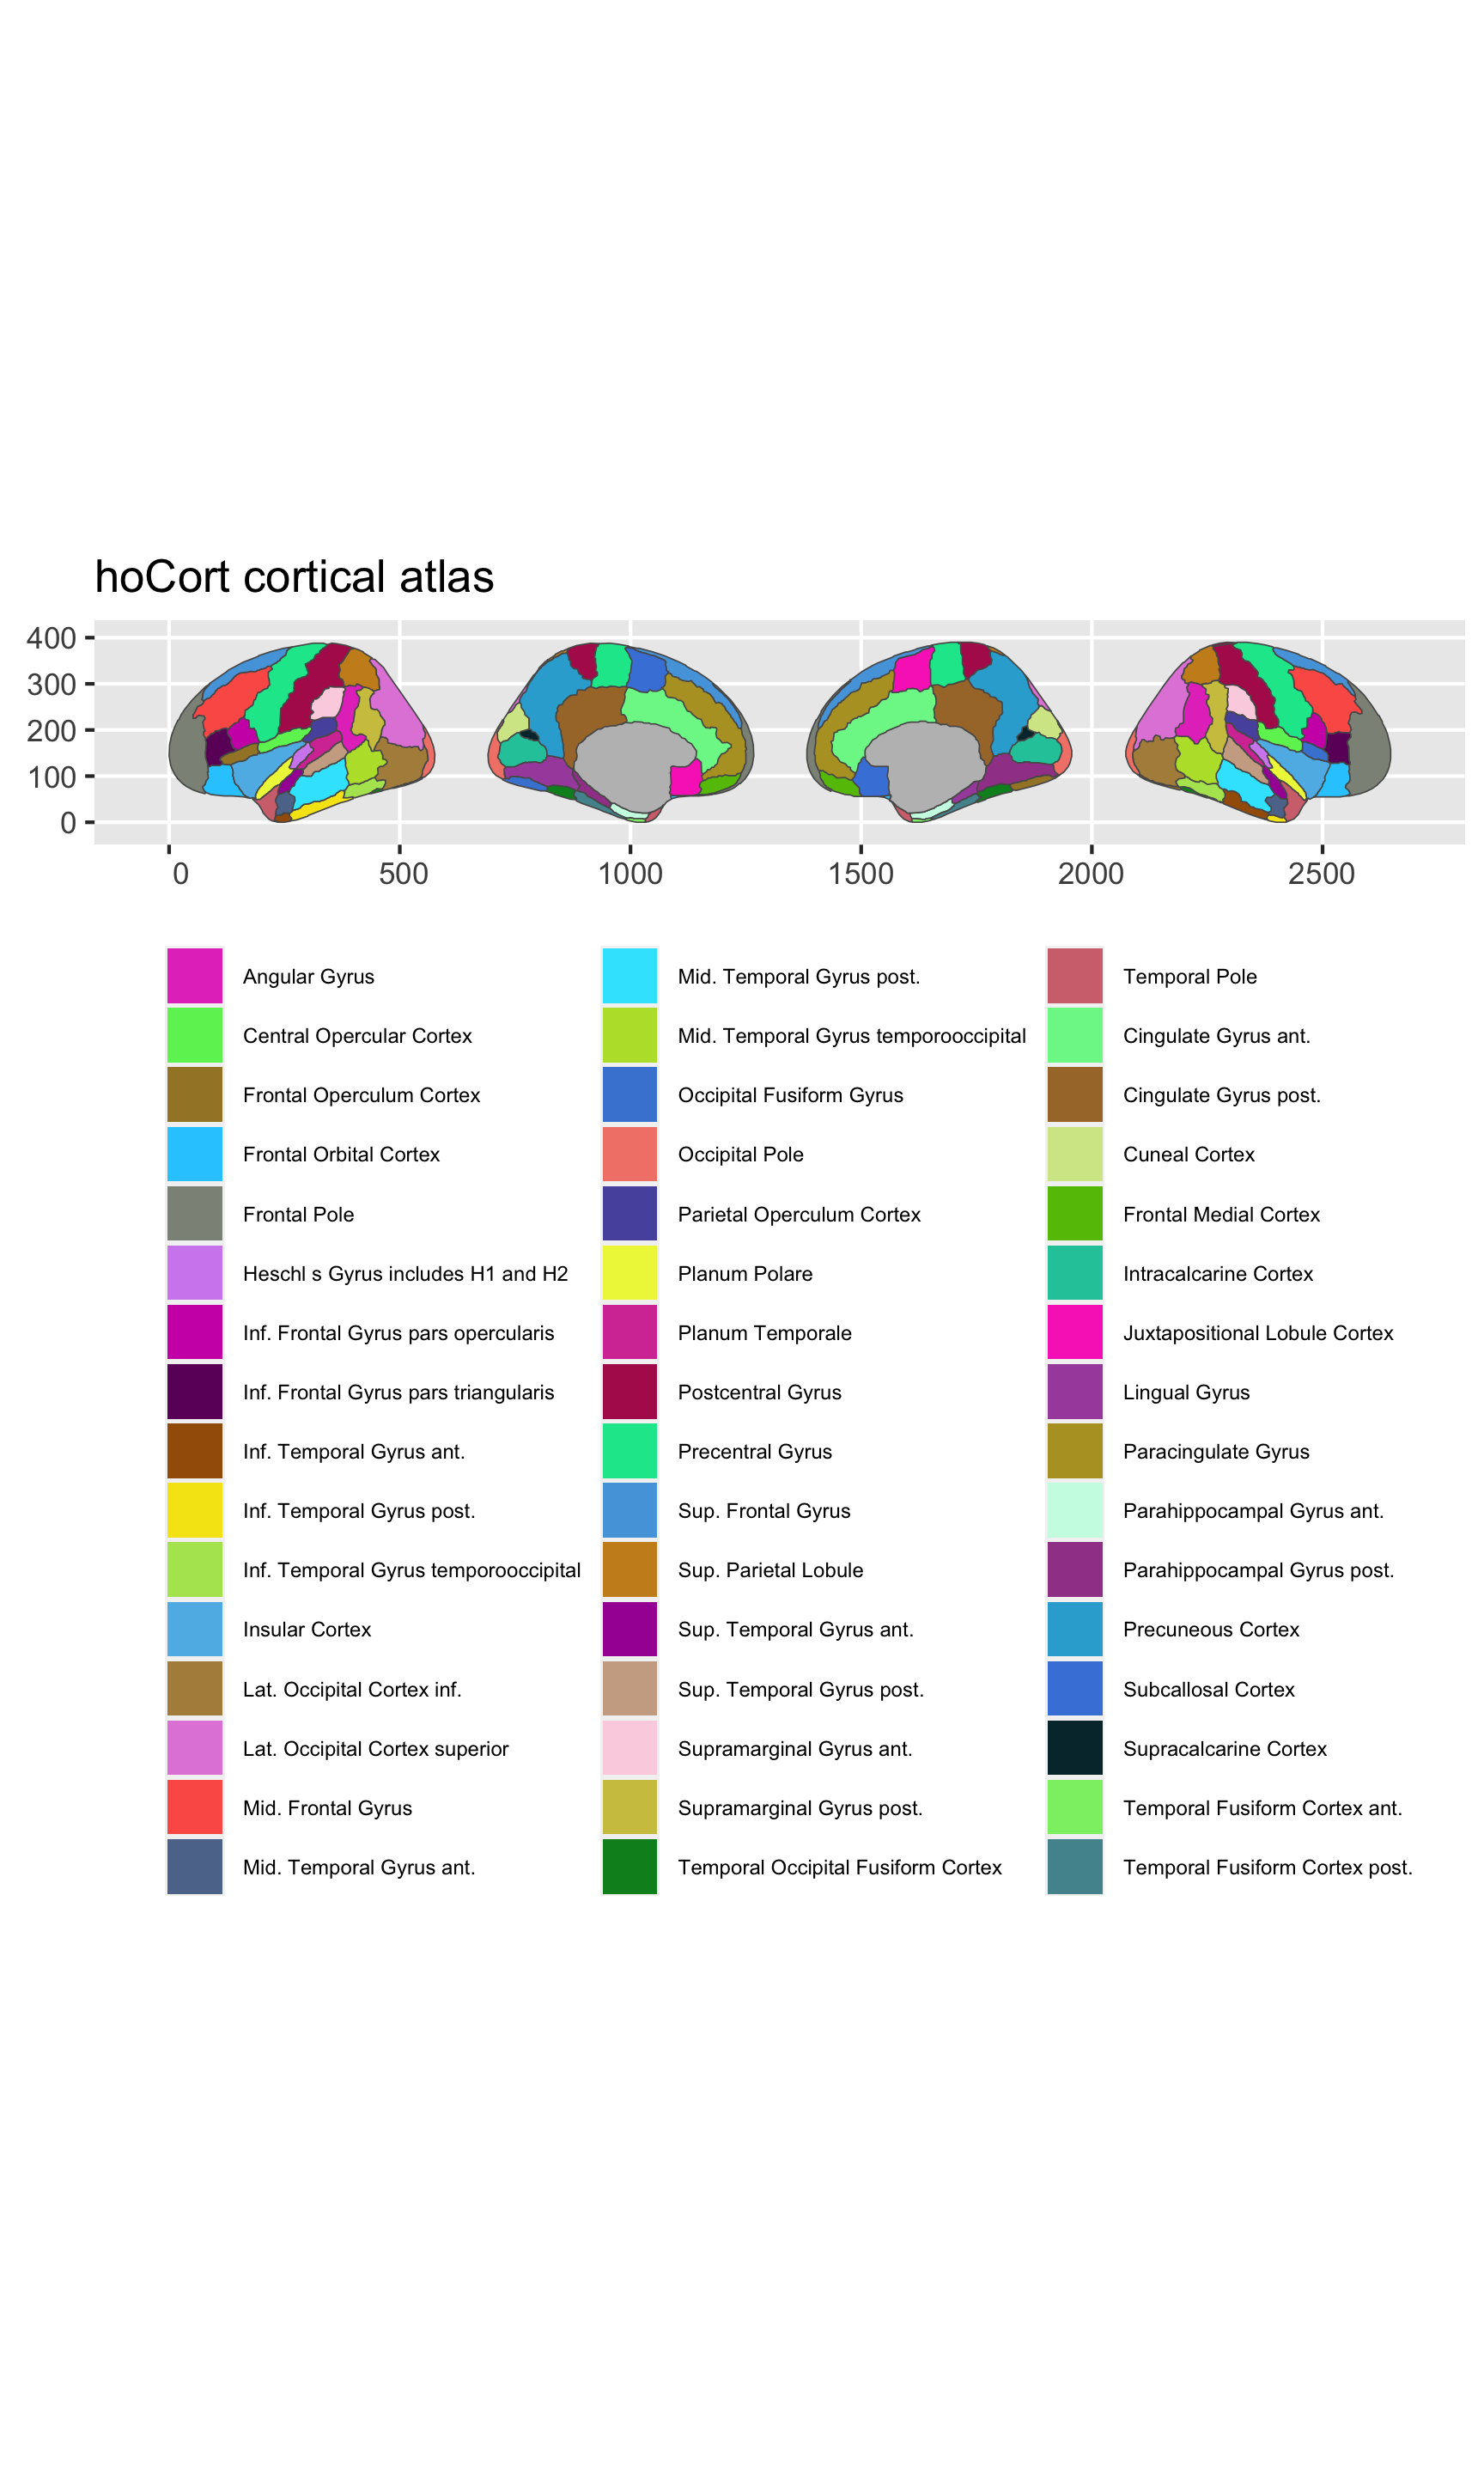 hoCort cortical atlas
400
300
200
100
0
0 500 1000 1500 2000 2500
Angular Gyrus
Central Opercular Cortex
Frontal Operculum Cortex
Frontal Orbital Cortex
Frontal Pole
Heschl s Gyrus includes H1 and H2
Inf. Frontal Gyrus pars opercularis
Inf. Frontal Gyrus pars triangularis
Inf. Temporal Gyrus ant.
Inf. Temporal Gyrus post.
Inf. Temporal Gyrus temporooccipital
Insular Cortex
Lat. Occipital Cortex inf.
Lat. Occipital Cortex superior
Mid. Frontal Gyrus
Mid. Temporal Gyrus ant.
Mid. Temporal Gyrus post.
Mid. Temporal Gyrus temporooccipital
Occipital Fusiform Gyrus
Occipital Pole
Parietal Operculum Cortex
Planum Polare
Planum Temporale
Postcentral Gyrus
Precentral Gyrus
Sup. Frontal Gyrus
Sup. Parietal Lobule
Sup. Temporal Gyrus ant.
Sup. Temporal Gyrus post.
Supramarginal Gyrus ant.
Supramarginal Gyrus post.
Temporal Occipital Fusiform Cortex
Temporal Pole
Cingulate Gyrus ant.
Cingulate Gyrus post.
Cuneal Cortex
Frontal Medial Cortex
Intracalcarine Cortex
Juxtapositional Lobule Cortex
Lingual Gyrus
Paracingulate Gyrus
Parahippocampal Gyrus ant.
Parahippocampal Gyrus post.
Precuneous Cortex
Subcallosal Cortex
Supracalcarine Cortex
Temporal Fusiform Cortex ant.
Temporal Fusiform Cortex post.